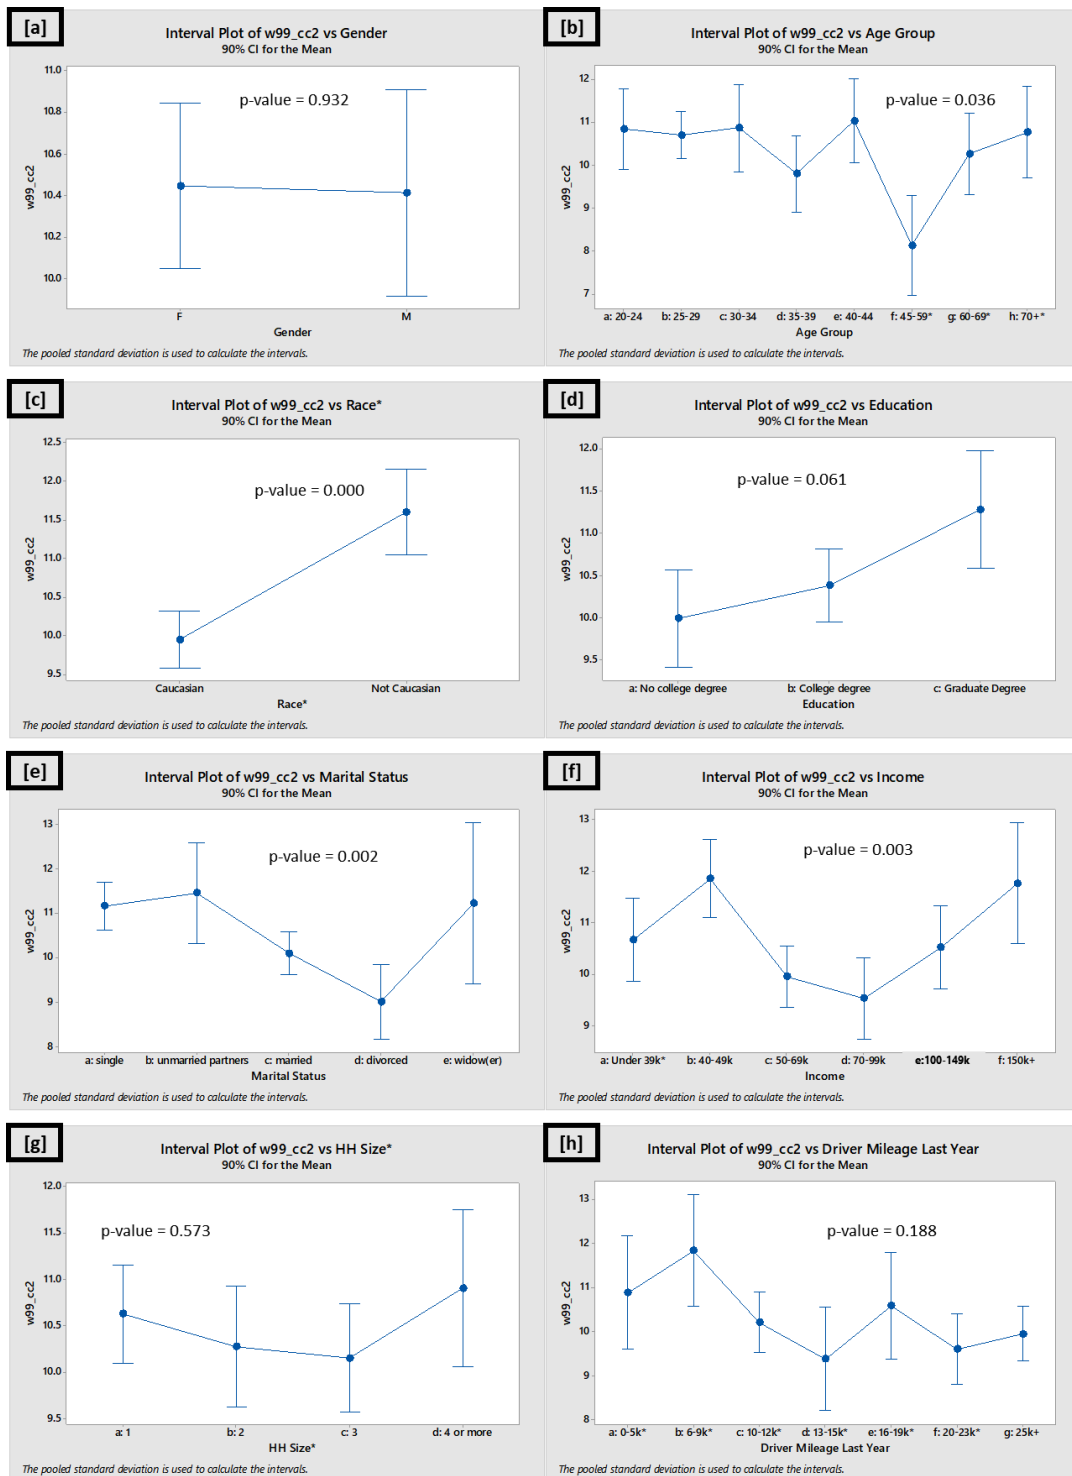 [a]
Interval Plot of w99_cc2 vs Gender
90% CI for the Mean
p-value = 0.932
w99_cc2
11.0
10.8
10.6
10.4
10.2
10.0
F
M
Gender
The pooled standard deviation is used to calculate the intervals.
[b]
Interval Plot of w99_cc2 vs Age Group
90% CI for the Mean
p-value = 0.036
w99_cc2
12
11
10
9
8
7
a: 20-24
b: 25-29
c: 30-34
d: 35-39
e: 40-44
f: 45-59*
g: 60-69*
h: 70+*
Age Group
The pooled standard deviation is used to calculate the intervals.
[c]
Interval Plot of w99_cc2 vs Race*
90% CI for the Mean
p-value = 0.000
w99_cc2
12.5
12.0
11.5
11.0
10.5
10.0
9.5
Caucasian
Not Caucasian
Race*
The pooled standard deviation is used to calculate the intervals.
[d]
Interval Plot of w99_cc2 vs Education
90% CI for the Mean
p-value = 0.061
w99_cc2
12.0
11.5
11.0
10.5
10.0
9.5
a: No college degree
b: College degree
c: Graduate Degree
Education
The pooled standard deviation is used to calculate the intervals.
[e]
Interval Plot of w99_cc2 vs Marital Status
90% CI for the Mean
p-value = 0.002
w99_cc2
13
12
11
10
9
8
a: single
b: unmarried partners
c: married
d: divorced
e: widow(er)
Marital Status
The pooled standard deviation is used to calculate the intervals.
[f]
Interval Plot of w99_cc2 vs Income
90% CI for the Mean
p-value = 0.003
w99_cc2
13
12
11
10
9
a: Under 39k*
b: 40-49k
c: 50-69k
d: 70-99k
e:100-149k
f: 150k+
Income
The pooled standard deviation is used to calculate the intervals.
[g]
Interval Plot of w99_cc2 vs HH Size*
90% CI for the Mean
p-value = 0.573
w99_cc2
12.0
11.5
11.0
10.5
10.0
9.5
a: 1
b: 2
c: 3
d: 4 or more
HH Size*
The pooled standard deviation is used to calculate the intervals.
[h]
Interval Plot of w99_cc2 vs Driver Mileage Last Year
90% CI for the Mean
p-value = 0.188
w99_cc2
13
12
11
10
9
8
a: 0-5k*
b: 6-9k*
c: 10-12k*
d: 13-15k*
e: 16-19k*
f: 20-23k*
g: 25k+
Driver Mileage Last Year
The pooled standard deviation is used to calculate the intervals.